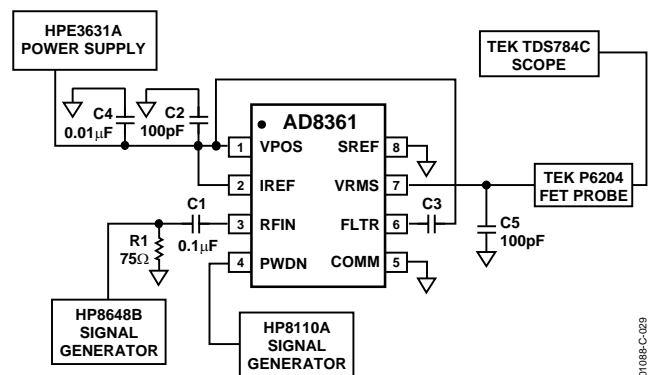 HPE3631A
POWER SUPPLY
TEK TDS784C
SCOPE
C4
0.01µF
C2
100pF
AD8361
1 VPOS
SREF 8
2 IREF
VRMS 7
TEK P6204
FET PROBE
C1
0.1µF
3 RFIN
FLTR 6
C3
C5
100pF
R1
75Ω
4 PWDN
COMM 5
HP8648B
SIGNAL
GENERATOR
HP8110A
SIGNAL
GENERATOR
01088-C-029